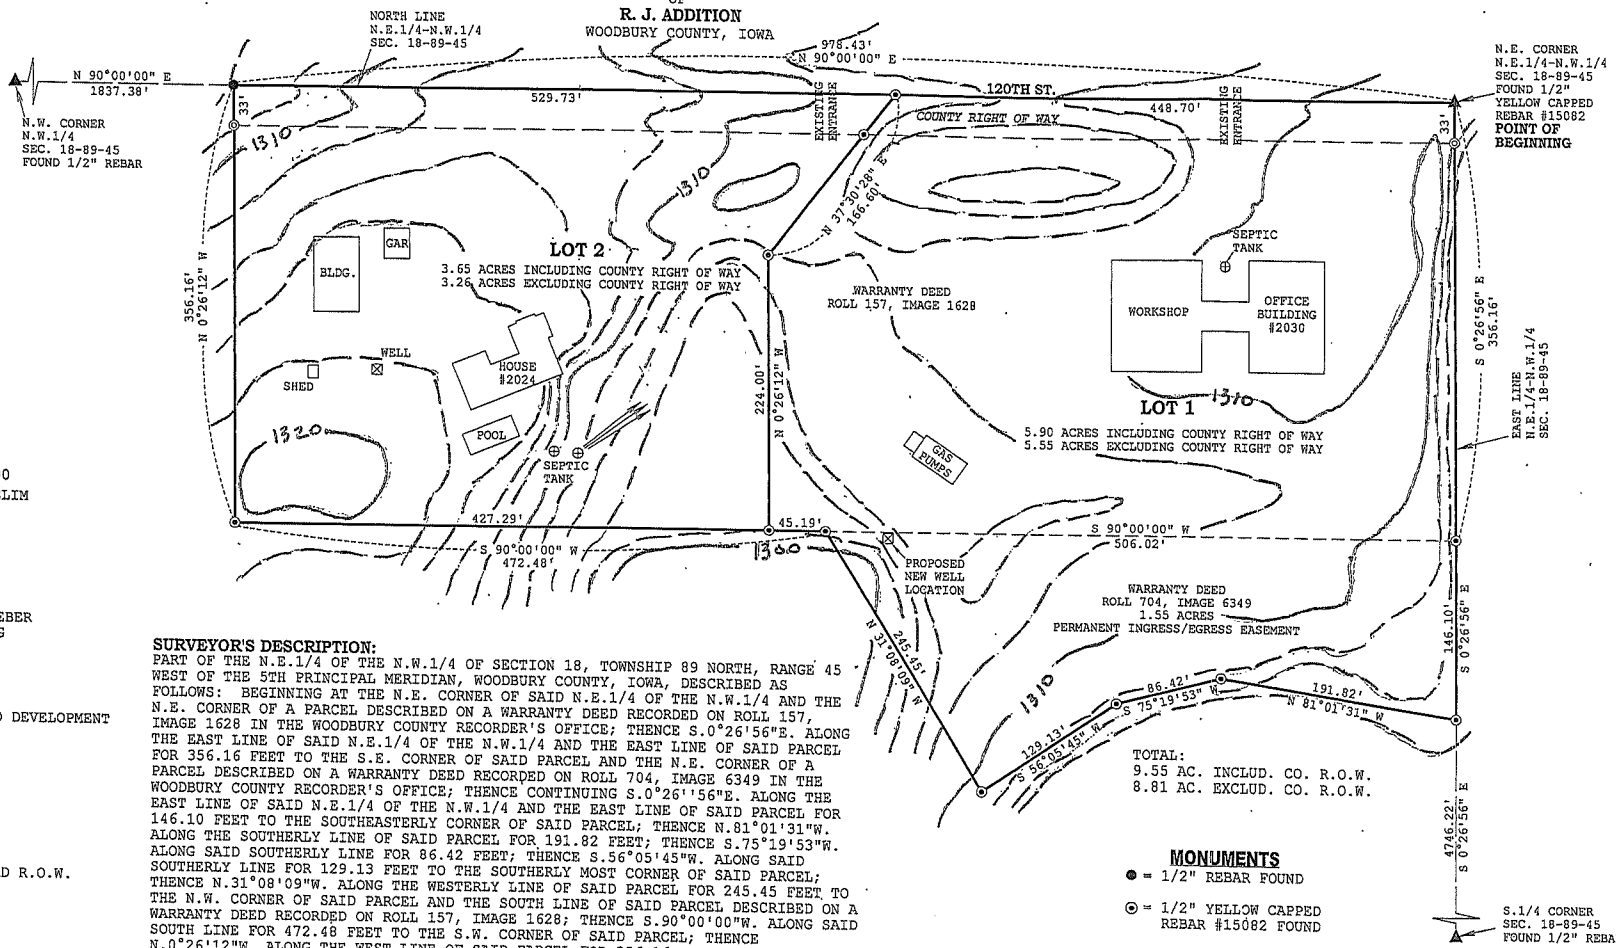 OF
R. J. ADDITION
WOODBURY COUNTY, IOWA
NORTH LINE
N.E.1/4-N.W.1/4
SEC. 18-89-45
978.43'
N 90°00'00" E
N.E. CORNER
N.E.1/4-N.W.1/4
SEC. 18-89-45
FOUND 1/2"
YELLOW CAPPED
REBAR #15082
POINT OF
BEGINNING
N 90°00'00" E
1837.38'
N.W. CORNER
N.W.1/4
SEC. 18-89-45
FOUND 1/2" REBAR
33'
529.73'
EXISTING
ENTRANCE
120TH ST.
COUNTY RIGHT OF WAY
448.70'
EXISTING
ENTRANCE
33'
1310
1310
N 37°30'28" E
166.60'
356.16'
N 0°26'12" W
BLDG.
GAR
LOT 2
3.65 ACRES INCLUDING COUNTY RIGHT OF WAY
3.26 ACRES EXCLUDING COUNTY RIGHT OF WAY
WARRANTY DEED
ROLL 157, IMAGE 1628
SEPTIC
TANK
WORKSHOP
OFFICE
BUILDING
#2030
S 0°26'56" E
356.16'
EAST LINE
N.E.1/4-N.W.1/4
SEC. 18-89-45
SHED
WELL
HOUSE
#2024
POOL
SEPTIC
TANK
1320
224.00'
N 0°26'12" W
1310
LOT 1
5.90 ACRES INCLUDING COUNTY RIGHT OF WAY
5.55 ACRES EXCLUDING COUNTY RIGHT OF WAY
GAS
PUMPS
427.29'
45.19'
S 90°00'00" W
472.48'
1300
S 90°00'00" W
506.02'
PROPOSED
NEW WELL
LOCATION
WARRANTY DEED
ROLL 704, IMAGE 6349
1.55 ACRES
PERMANENT INGRESS/EGRESS EASEMENT
146.10'
S 0°26'56" E
245.45'
N 31°08'09" W
1310
129.13'
S 56°05'45" W
86.42'
S 75°19'53" W
191.82'
N 81°01'31" W
LIM
EBER
DEVELOPMENT
D R.O.W.
SURVEYOR'S DESCRIPTION:
PART OF THE N.E.1/4 OF THE N.W.1/4 OF SECTION 18, TOWNSHIP 89 NORTH, RANGE 45
WEST OF THE 5TH PRINCIPAL MERIDIAN, WOODBURY COUNTY, IOWA, DESCRIBED AS
FOLLOWS: BEGINNING AT THE N.E. CORNER OF SAID N.E.1/4 OF THE N.W.1/4 AND THE
N.E. CORNER OF A PARCEL DESCRIBED ON A WARRANTY DEED RECORDED ON ROLL 157,
IMAGE 1628 IN THE WOODBURY COUNTY RECORDER'S OFFICE; THENCE S.0°26'56"E. ALONG
THE EAST LINE OF SAID N.E.1/4 OF THE N.W.1/4 AND THE EAST LINE OF SAID PARCEL
FOR 356.16 FEET TO THE S.E. CORNER OF SAID PARCEL AND THE N.E. CORNER OF A
PARCEL DESCRIBED ON A WARRANTY DEED RECORDED ON ROLL 704, IMAGE 6349 IN THE
WOODBURY COUNTY RECORDER'S OFFICE; THENCE CONTINUING S.0°26''56"E. ALONG THE
EAST LINE OF SAID N.E.1/4 OF THE N.W.1/4 AND THE EAST LINE OF SAID PARCEL FOR
146.10 FEET TO THE SOUTHEASTERLY CORNER OF SAID PARCEL; THENCE N.81°01'31"W.
ALONG THE SOUTHERLY LINE OF SAID PARCEL FOR 191.82 FEET; THENCE S.75°19'53"W.
ALONG SAID SOUTHERLY LINE FOR 86.42 FEET; THENCE S.56°05'45"W. ALONG SAID
SOUTHERLY LINE FOR 129.13 FEET TO THE SOUTHERLY MOST CORNER OF SAID PARCEL;
THENCE N.31°08'09"W. ALONG THE WESTERLY LINE OF SAID PARCEL FOR 245.45 FEET TO
THE N.W. CORNER OF SAID PARCEL AND THE SOUTH LINE OF SAID PARCEL DESCRIBED ON A
WARRANTY DEED RECORDED ON ROLL 157, IMAGE 1628; THENCE S.90°00'00"W. ALONG SAID
SOUTH LINE FOR 472.48 FEET TO THE S.W. CORNER OF SAID PARCEL; THENCE
N.0°26'12"W. ALONG THE WEST LINE OF SAID PARCEL FOR
TOTAL:
9.55 AC. INCLUD. CO. R.O.W.
8.81 AC. EXCLUD. CO. R.O.W.
MONUMENTS
= 1/2" REBAR FOUND
= 1/2" YELLOW CAPPED
REBAR #15082 FOUND
4746.22'
S 0°26'56" E
S.1/4 CORNER
SEC. 18-89-45
FOUND 1/2" REBA